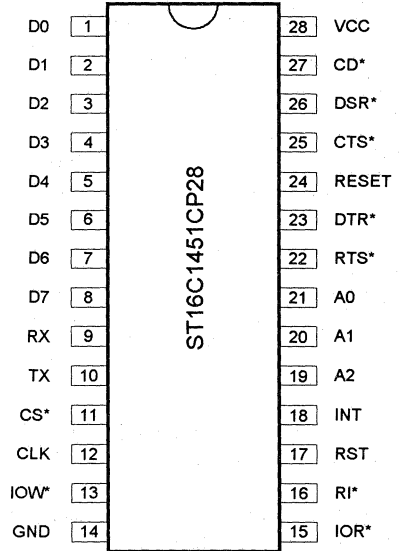 D0 1 28 VCC
D1 2 27 CD*
D2 3 26 DSR*
D3 4 25 CTS*
D4 5 24 RESET
D5 6 23 DTR*
D6 7 22 RTS*
D7 8 21 A0
RX 9 20 A1
TX 10 19 A2
CS* 11 18 INT
CLK 12 17 RST
IOW* 13 16 RI*
GND 14 15 IOR*
ST16C1451CP28